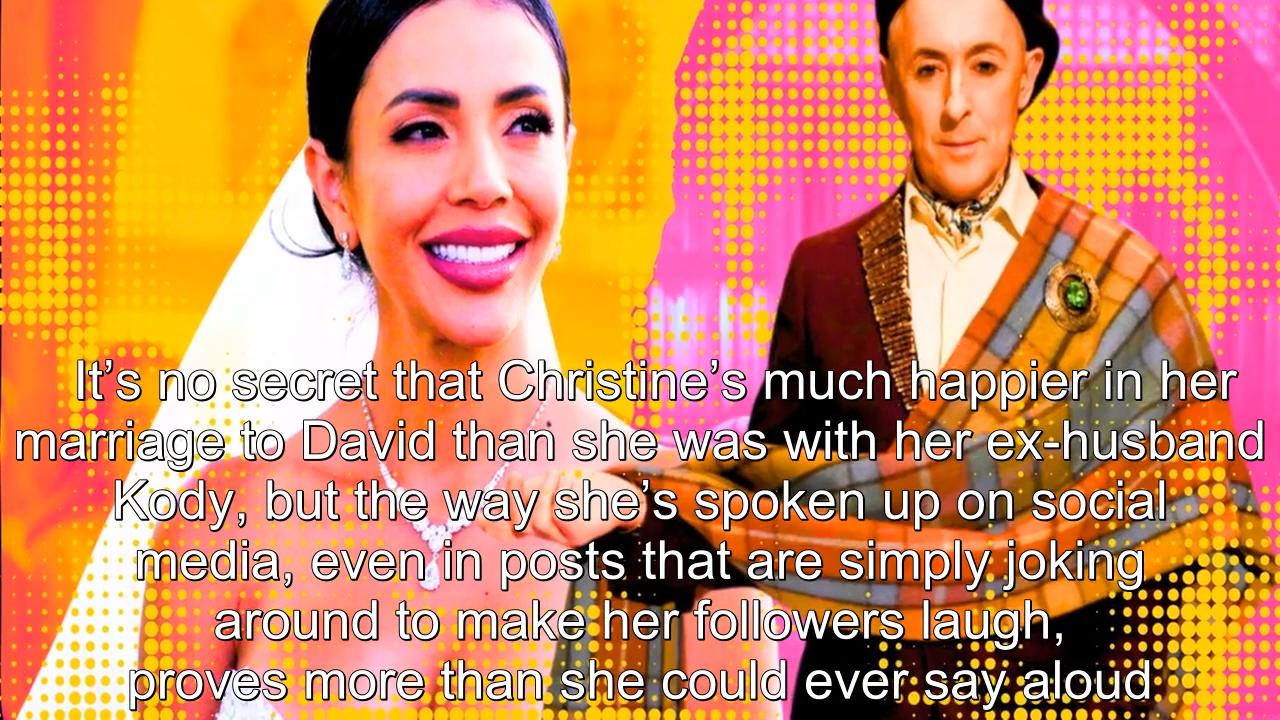 It’s no secret that Christine’s much happier in her
marriage to David than she was with her ex-husband
Kody, but the way she’s spoken up on social
media, even in posts that are simply joking
around to make her followers laugh,
proves more than she could ever say aloud